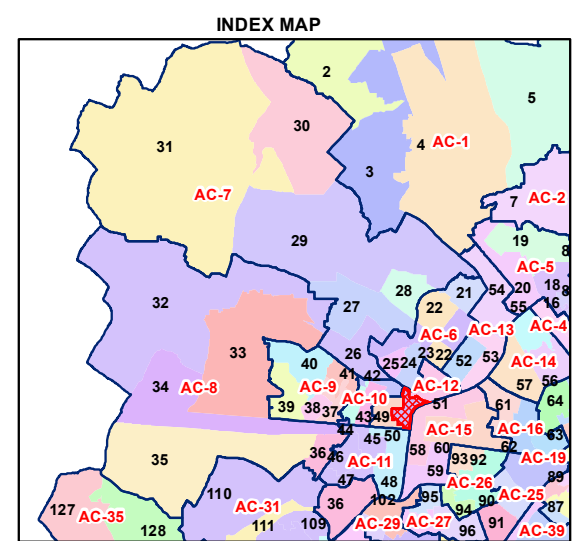 INDEX MAP
2
5
30
4 AC-1
31
3
AC-7
AC-2
7
29
19
8
AC-5
28
21
54
20
18
8
32
27
22
55
16
AC-6
AC-13
AC-4
33
26
40
25
24
23
22
52
53
AC-14
41
42
34
AC-8
AC-9
AC-12
57
56
39
38
37
AC-10
51
61
64
43
49
44
45
50
AC-15
AC-16
63
35
36
46
AC-11
58
60
62
AC-19
93
92
47
48
59
AC-26
89
110
AC-31
36
102
95
90
AC-25
127
AC-35
94
87
128
111
109
AC-29
AC-27
96
91
AC-39